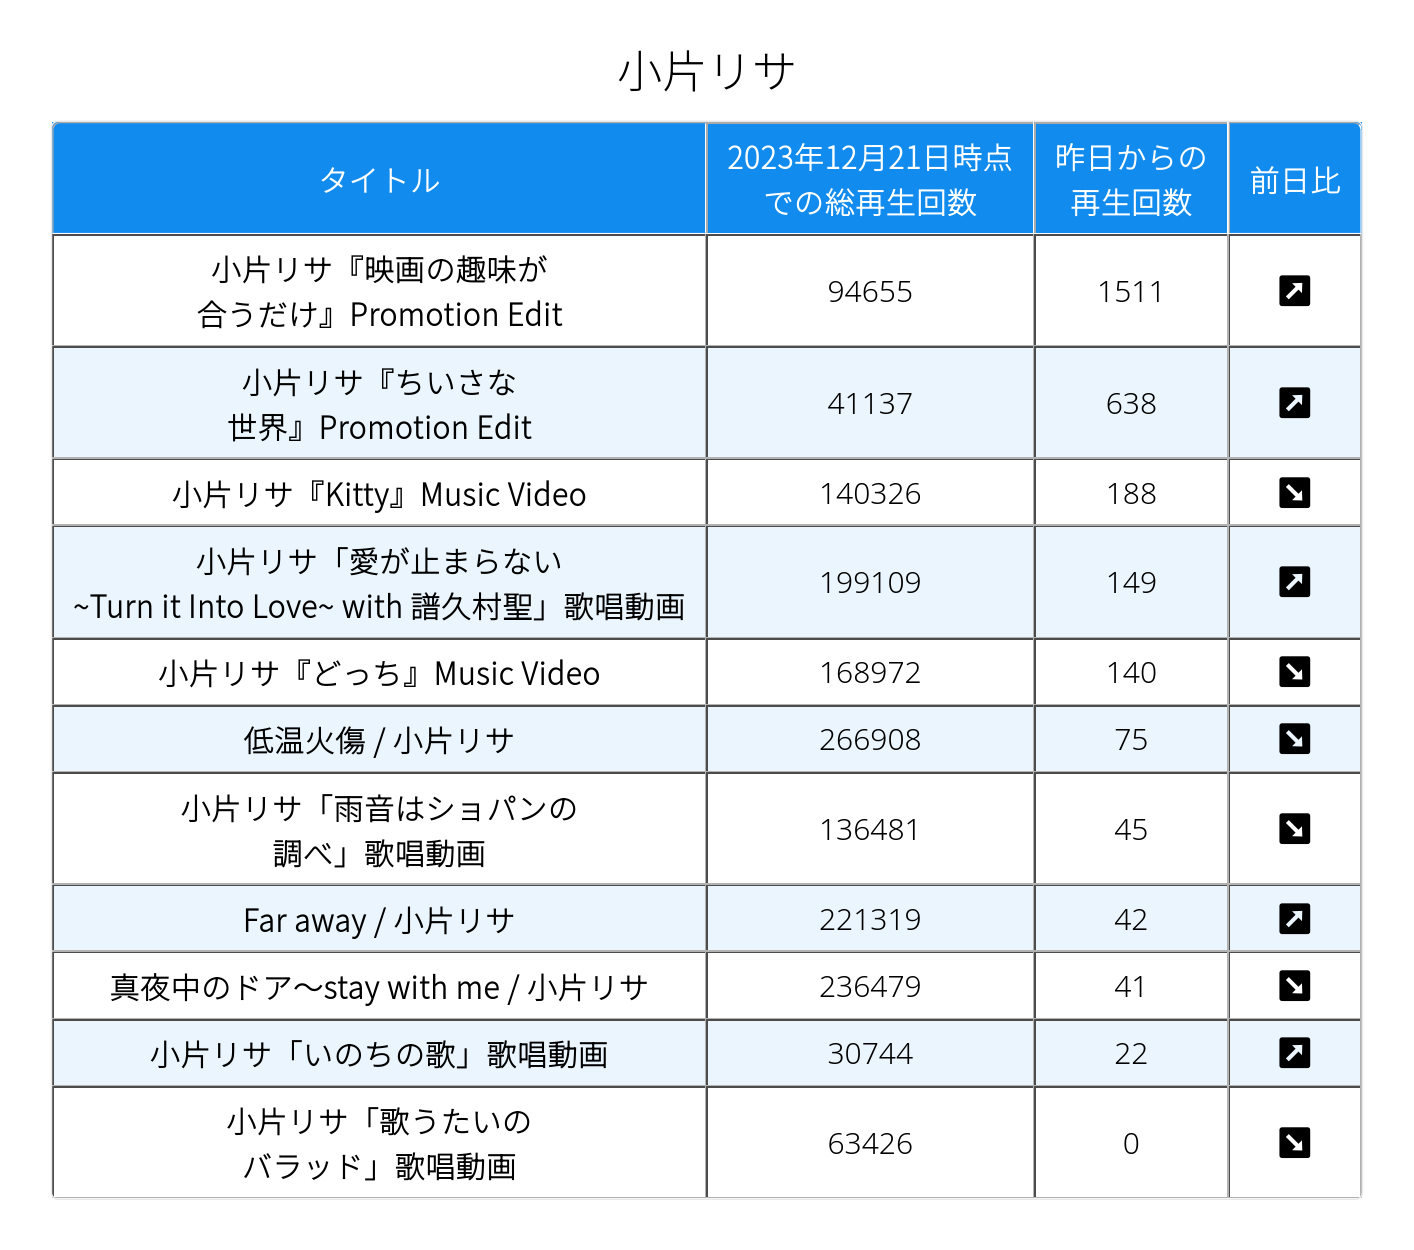 小片リサ
タイトル
2023年12月21日時点
での総再生回数
昨日からの
再生回数
前日比
小片リサ『映画の趣味が
合うだけ』Promotion Edit
94655
1511
小片リサ『ちいさな
世界』Promotion Edit
41137
638
小片リサ『Kitty』Music Video
140326
188
小片リサ「愛が止まらない
~Turn it Into Love~ with 譜久村聖」歌唱動画
199109
149
小片リサ『どっち』Music Video
168972
140
低温火傷 / 小片リサ
266908
75
小片リサ「雨音はショパンの
調べ」歌唱動画
136481
45
Far away / 小片リサ
221319
42
真夜中のドア〜stay with me / 小片リサ
236479
41
小片リサ「いのちの歌」歌唱動画
30744
22
小片リサ「歌うたいの
バラッド」歌唱動画
63426
0